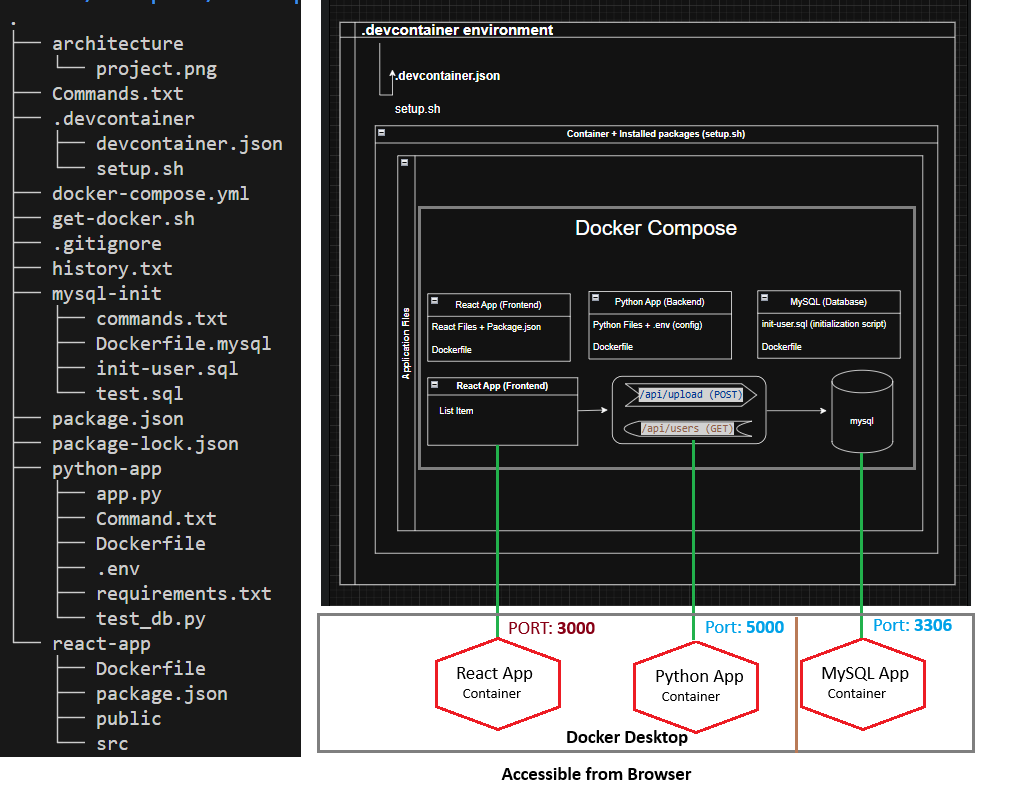 .
architecture
project.png
Commands.txt
.devcontainer
devcontainer.json
setup.sh
docker-compose.yml
get-docker.sh
.gitignore
history.txt
mysql-init
commands.txt
Dockerfile.mysql
init-user.sql
test.sql
package.json
package-lock.json
python-app
app.py
Command.txt
Dockerfile
.env
requirements.txt
test_db.py
react-app
Dockerfile
package.json
public
src
.devcontainer environment
.devcontainer.json
setup.sh
Container + Installed packages (setup.sh)
Application Files
Docker Compose
React App (Frontend)
React Files + Package.json
Dockerfile
Python App (Backend)
Python Files + .env (config)
Dockerfile
MySQL (Database)
init-user.sql (initialization script)
Dockerfile
React App (Frontend)
List Item
/api/upload (POST)
/api/users (GET)
mysql
PORT: 3000
Port: 5000
Port: 3306
React App
Container
Python App
Container
MySQL App
Container
Docker Desktop
Accessible from Browser